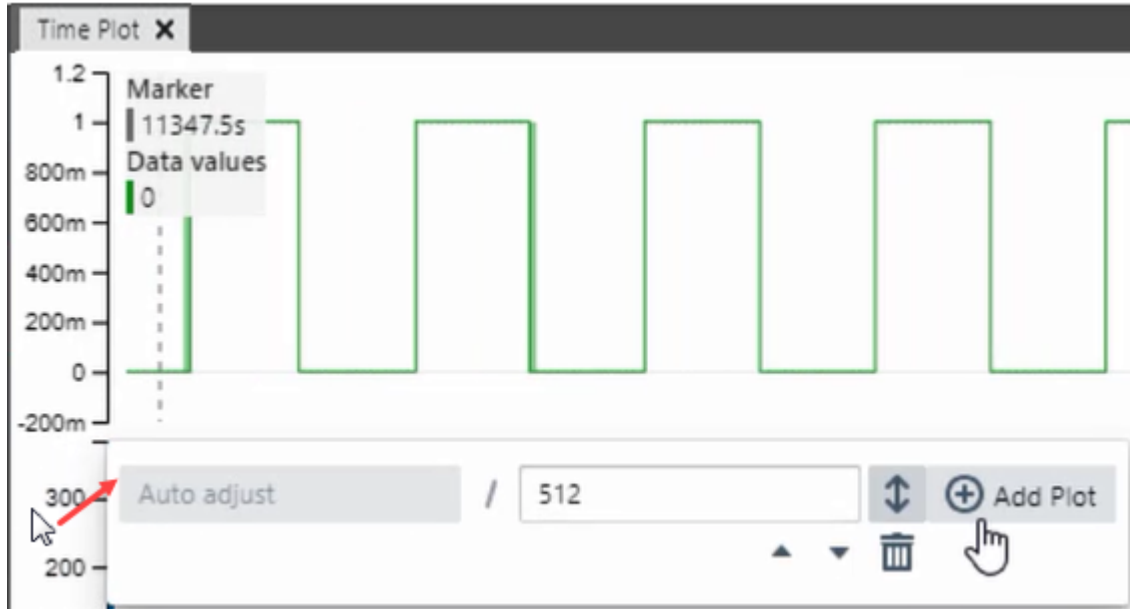 Time Plot
1.2
Marker
1
11347.5s
Data values
800m
0
600m
400m
200m
0
-200m
300
Auto adjust / 512 Add Plot
200